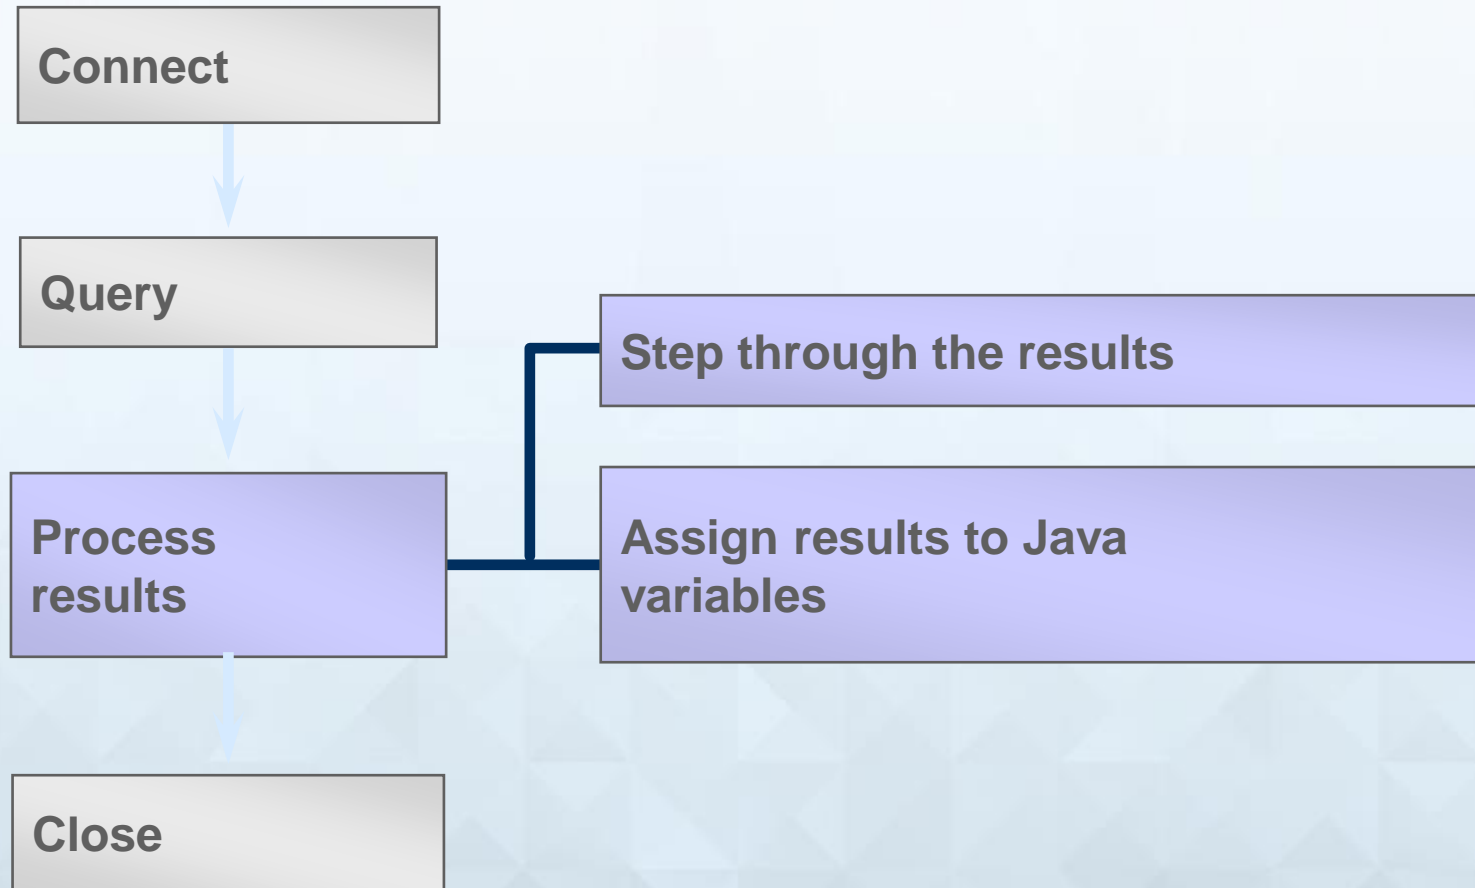 Connect
Query
Step through the results
Process
results
Assign results to Java
variables
Close